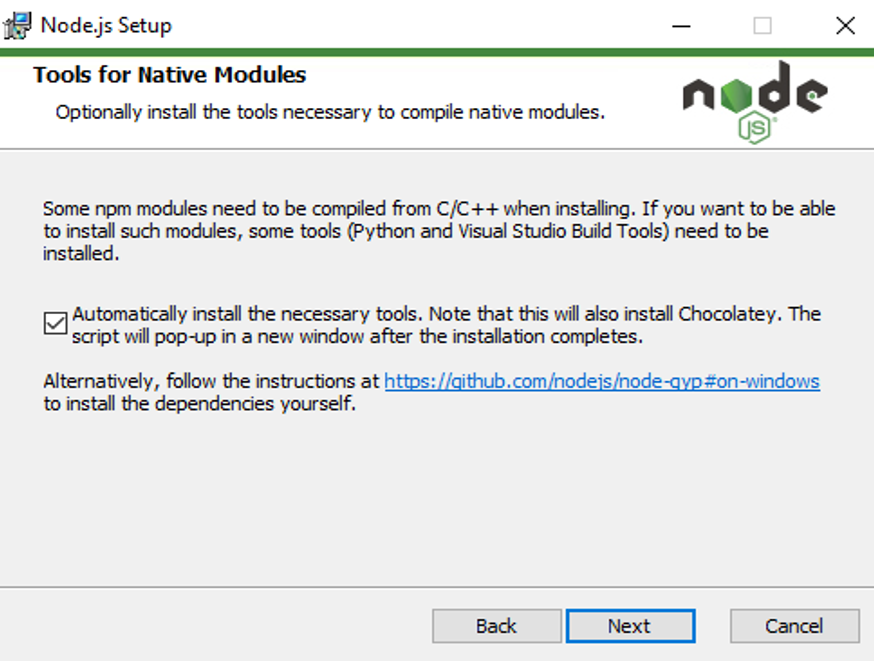 Node.js Setup
Tools for Native Modules
Optionally install the tools necessary to compile native modules.
node
JS
Some npm modules need to be compiled from C/C++ when installing. If you want to be able
to install such modules, some tools (Python and Visual Studio Build Tools) need to be
installed.
Automatically install the necessary tools. Note that this will also install Chocolatey. The
script will pop-up in a new window after the installation completes.
Alternatively, follow the instructions at https://github.com/nodejs/node-gyp#on-windows
to install the dependencies yourself.
Back Next Cancel